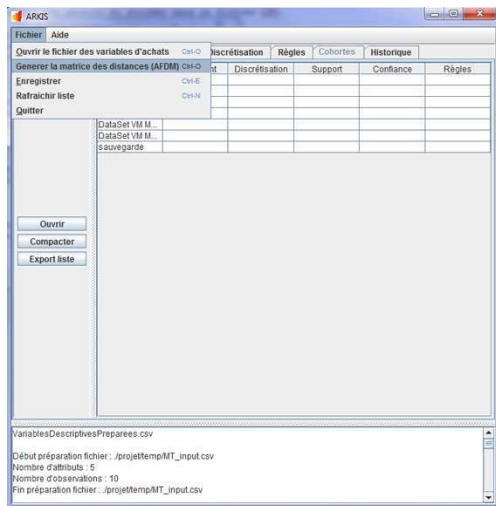 ARKIS
Fichier Aide
Ouvrir le fichier des variables d'achats Ctrl-O
Generer la matrice des distances (AFDM) Ctrl-O
Enregistrer Ctrl-E
Rafraichir liste Ctrl-N
Quitter
Discrétisation Règles Cohortes Historique
Discrétisation Support Confiance Règles
DataSet VM M...
DataSet VM M...
sauvegarde
Ouvrir
Compacter
Export liste
VariablesDescriptivesPreparees.csv
Début préparation fichier : ./projet/temp/MT_input.csv
Nombre d'attributs : 5
Nombre d'observations : 10
Fin préparation fichier : ./projet/temp/MT_input.csv